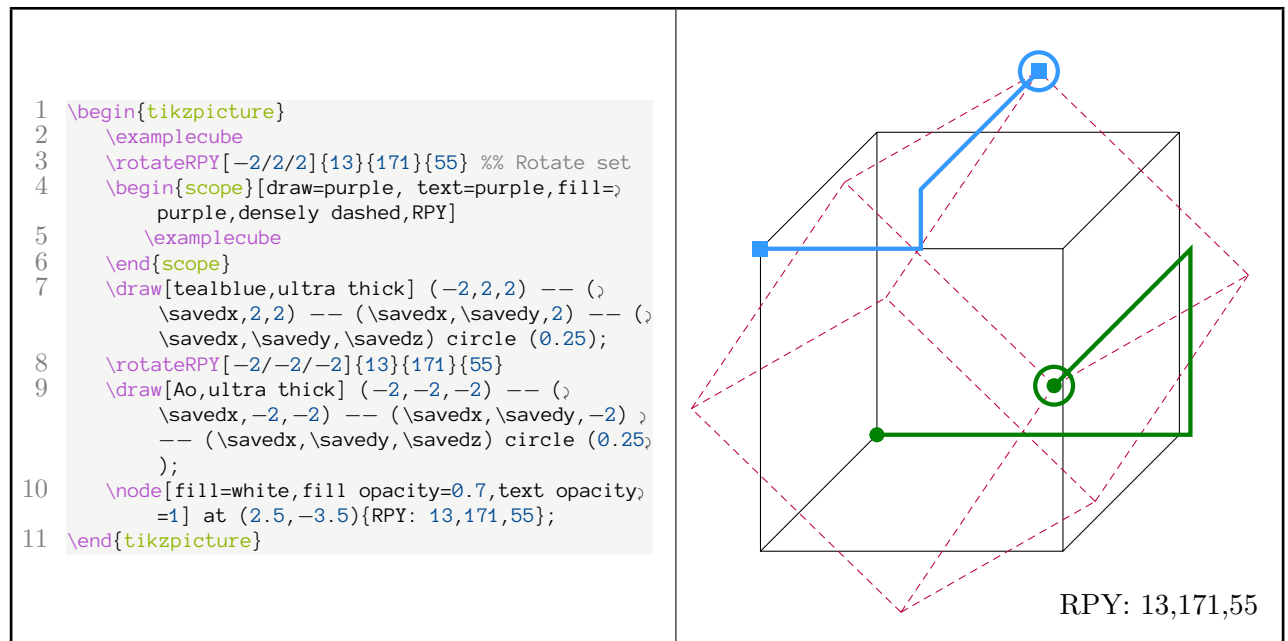 1 \begin{tikzpicture}
2 \examplecube
3 \rotateRPY[−2/2/2]{13}{171}{55} %% Rotate set
4 \begin{scope}[draw=purple, text=purple,fill=⤸
purple,densely dashed,RPY]
5 \examplecube
6 \end{scope}
7 \draw[tealblue,ultra thick] (−2,2,2) −− (⤸
\savedx,2,2) −− (\savedx,\savedy,2) −− (⤸
\savedx,\savedy,\savedz) circle (0.25);
8 \rotateRPY[−2/−2/−2]{13}{171}{55}
9 \draw[Ao,ultra thick] (−2,−2,−2) −− (⤸
\savedx,−2,−2) −− (\savedx,\savedy,−2) ⤸
−− (\savedx,\savedy,\savedz) circle (0.25⤸
);
10 \node[fill=white,fill opacity=0.7,text opacity⤸
=1] at (2.5,−3.5){RPY: 13,171,55};
11 \end{tikzpicture}
RPY: 13,171,55